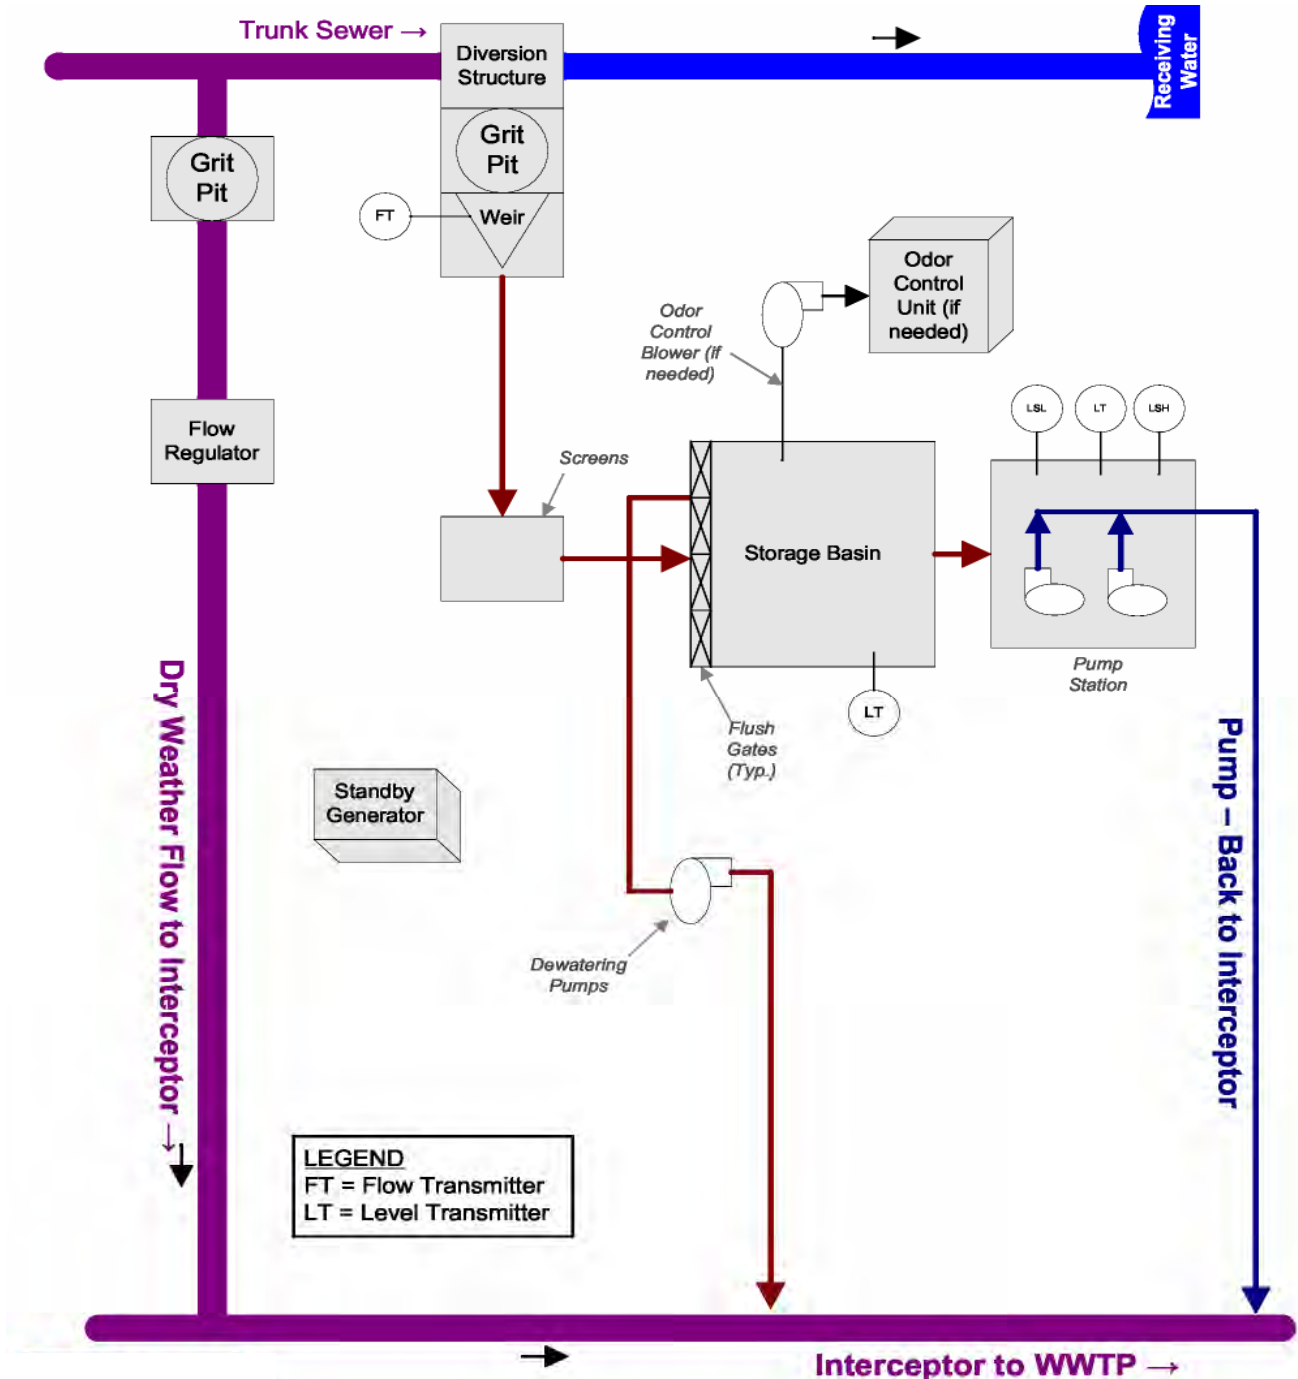 Trunk Sewer →
Diversion
Structure
Receiving
Water
Grit
Pit
Grit
Pit
FT
Weir
Odor
Control
Unit (if
needed)
Odor
Control
Blower (if
needed)
LSL
LT
LSH
Flow
Regulator
Screens
Storage Basin
Pump
Station
LT
Flush
Gates
(Typ.)
Standby
Generator
Dry Weather Flow to Interceptor →
Pump – Back to Interceptor
Dewatering
Pumps
LEGEND
FT = Flow Transmitter
LT = Level Transmitter
Interceptor to WWTP →